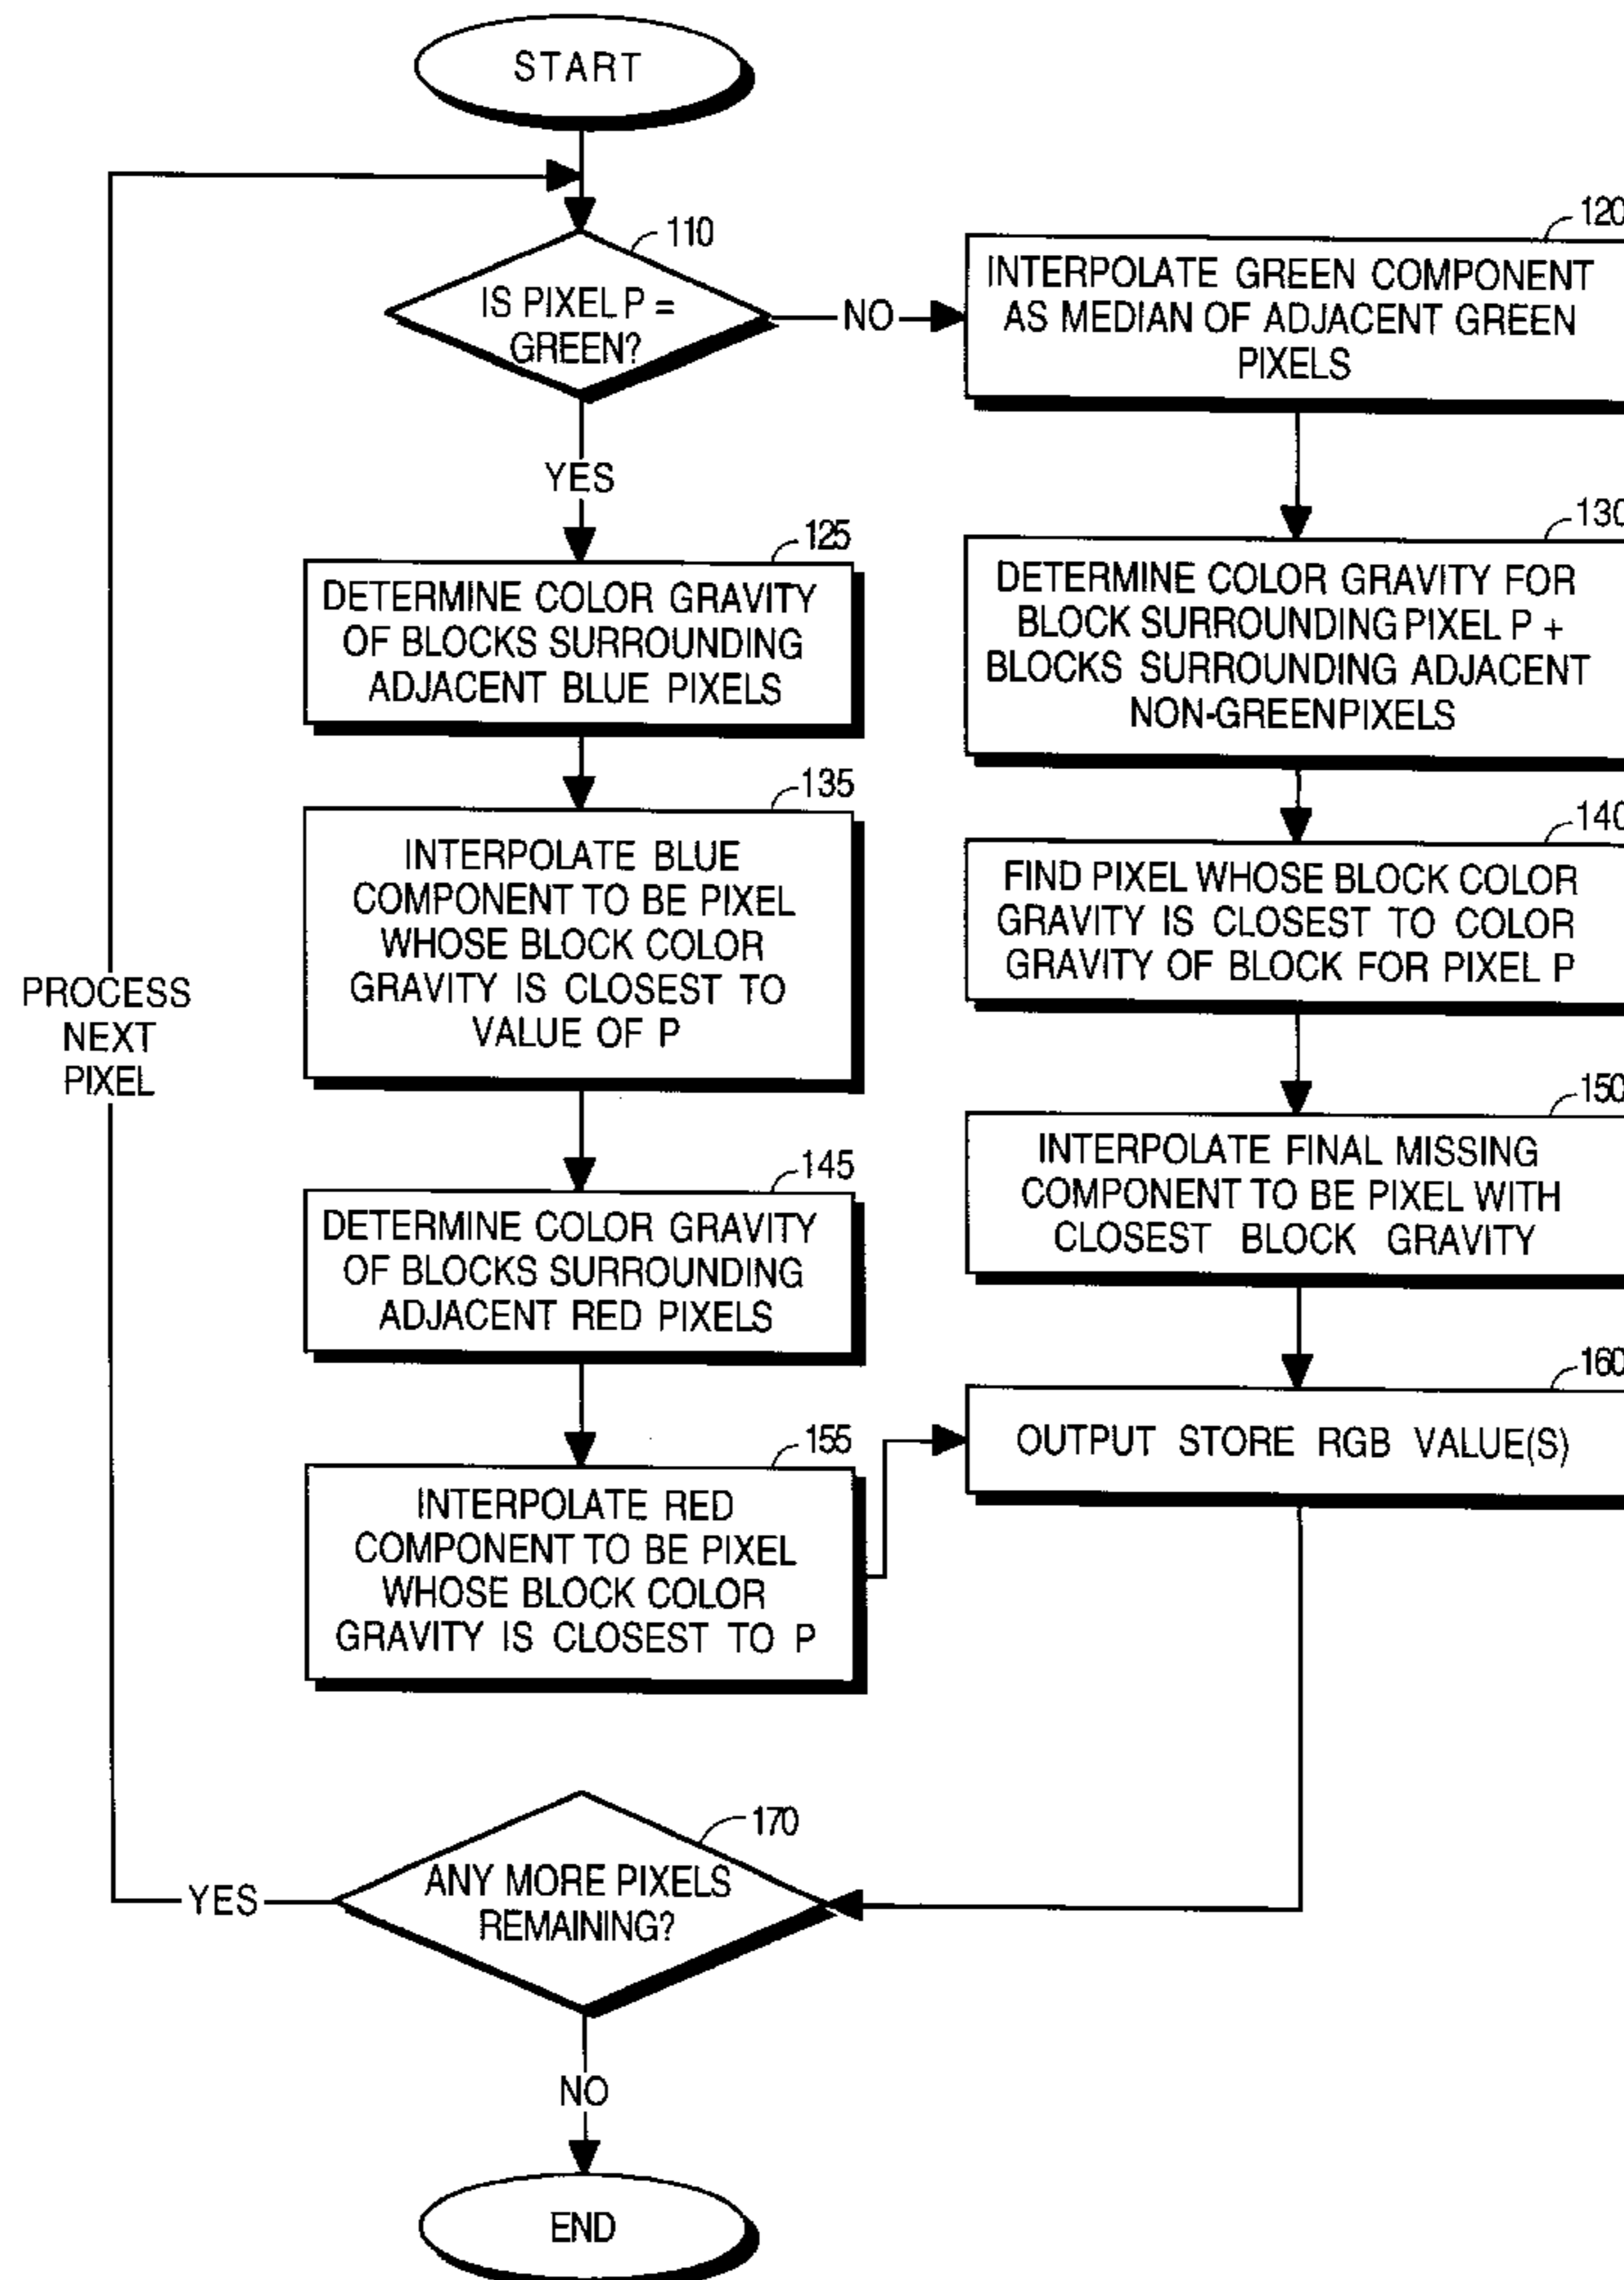 START
110
IS PIXEL P =
GREEN?
NO
YES
120
INTERPOLATE GREEN COMPONENT
AS MEDIAN OF ADJACENT GREEN
PIXELS
125
DETERMINE COLOR GRAVITY
OF BLOCKS SURROUNDING
ADJACENT BLUE PIXELS
130
DETERMINE COLOR GRAVITY FOR
BLOCK SURROUNDING PIXEL P +
BLOCKS SURROUNDING ADJACENT
NON-GREENPIXELS
135
INTERPOLATE BLUE
COMPONENT TO BE PIXEL
WHOSE BLOCK COLOR
GRAVITY IS CLOSEST TO
VALUE OF P
140
FIND PIXEL WHOSE BLOCK COLOR
GRAVITY IS CLOSEST TO COLOR
GRAVITY OF BLOCK FOR PIXEL P
PROCESS
NEXT
PIXEL
145
DETERMINE COLOR GRAVITY
OF BLOCKS SURROUNDING
ADJACENT RED PIXELS
150
INTERPOLATE FINAL MISSING
COMPONENT TO BE PIXEL WITH
CLOSEST BLOCK GRAVITY
155
INTERPOLATE RED
COMPONENT TO BE PIXEL
WHOSE BLOCK COLOR
GRAVITY IS CLOSEST TO P
160
OUTPUT STORE RGB VALUE(S)
170
ANY MORE PIXELS
REMAINING?
YES
NO
END